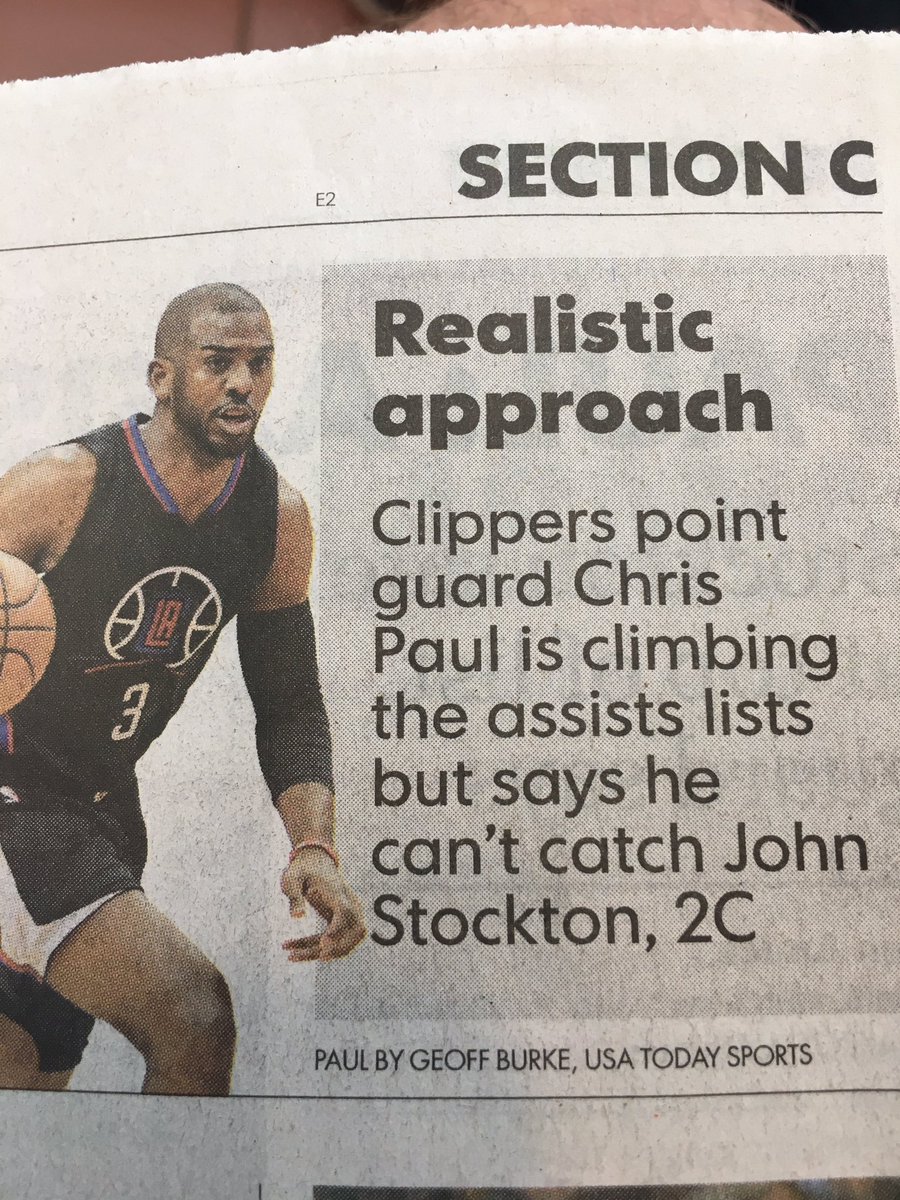 SECTION C
E2
Realistic
approach
Clippers point
guard Chris
Paul is climbing
the assists lists
but says he
can't catch John
Stockton, 2C
LA
3
PAUL BY GEOFF BURKE, USA TODAY SPORTS